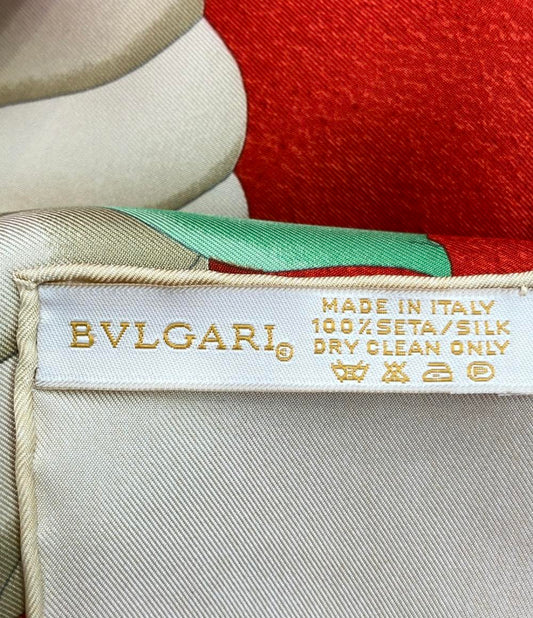 BVLGARI®
MADE IN ITALY
100% SETA/SILK
DRY CLEAN ONLY
P